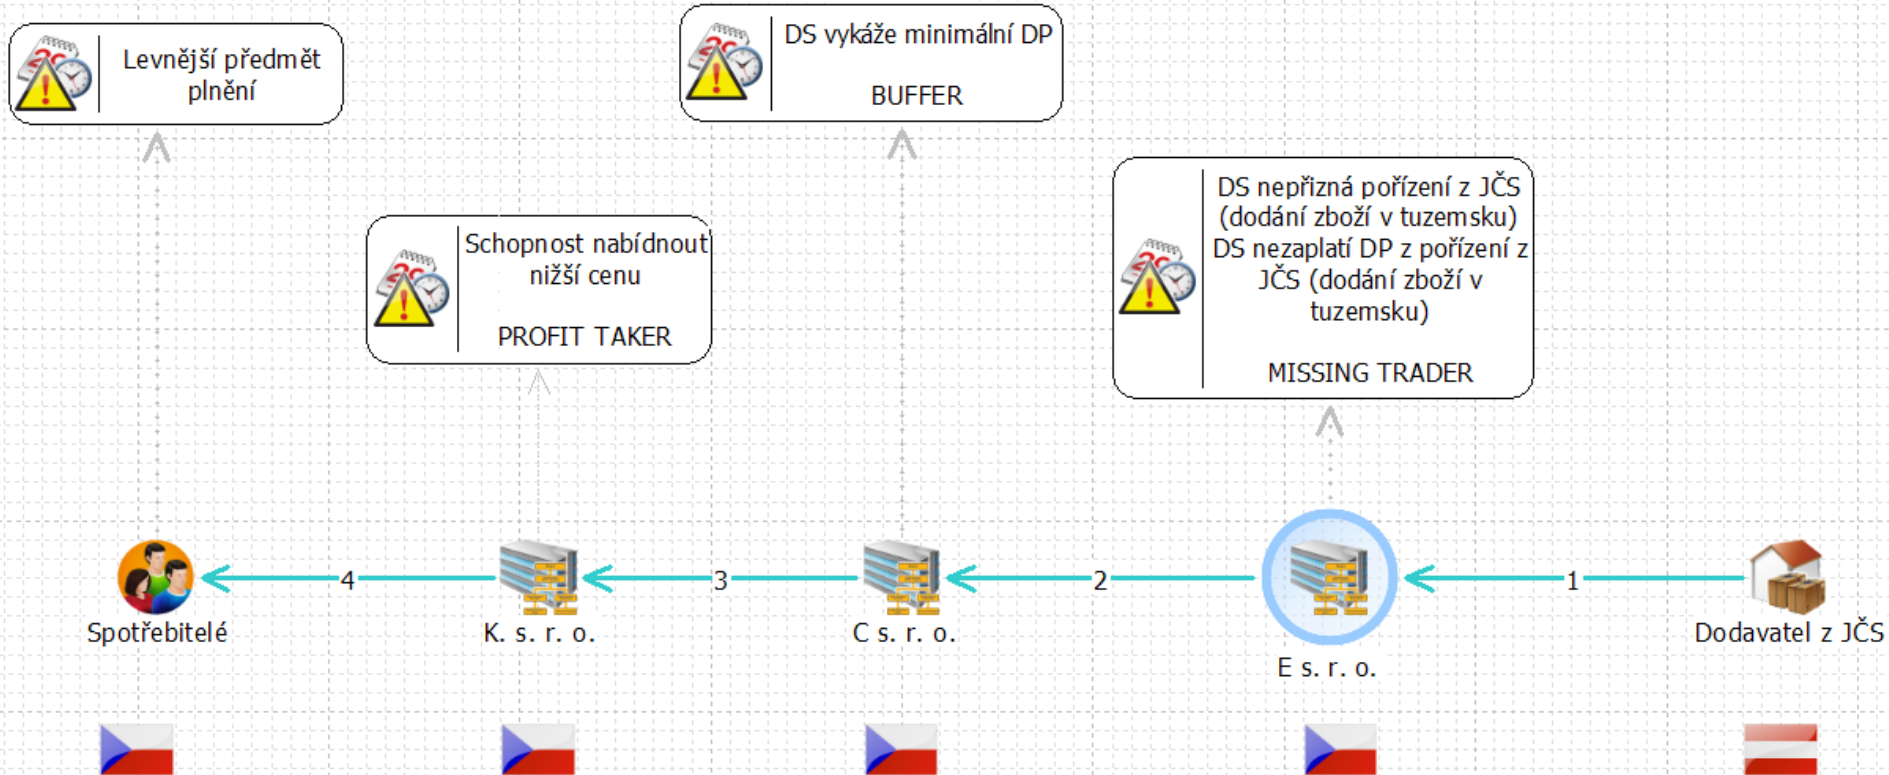 Levnější předmět
plnění
DS vykáže minimální DP
BUFFER
Schopnost nabídnout
nižší cenu
PROFIT TAKER
DS nepřizná pořízení z JČS
(dodání zboží v tuzemsku)
DS nezaplatí DP z pořízení z
JČS (dodání zboží v
tuzemsku)
MISSING TRADER
4
3
2
1
Spotřebitelé
K. s. r. o.
C s. r. o.
E s. r. o.
Dodavatel z JČS